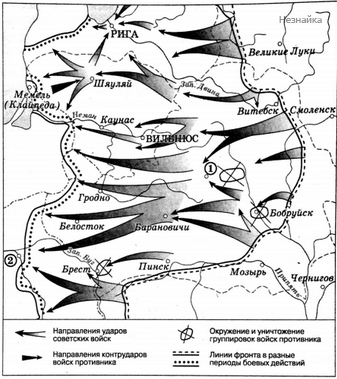 Незнайка
РИГА
Великие Луки
Шяуляй
Зап. Двина
Мемель
(Клайпеда)
Витебск
Смоленск
Неман
Каунас
ВИЛЬНЮС
1
Гродно
Бобруйск
Белосток
Барановичи
2
Зап. Буг
Брест
Пинск
Мозырь
Припять
Чернигов
Направления ударов
советских войск
Окружение и уничтожение
группировок войск противника
Направления контрударов
войск противника
Линии фронта в разные
периоды боевых действий